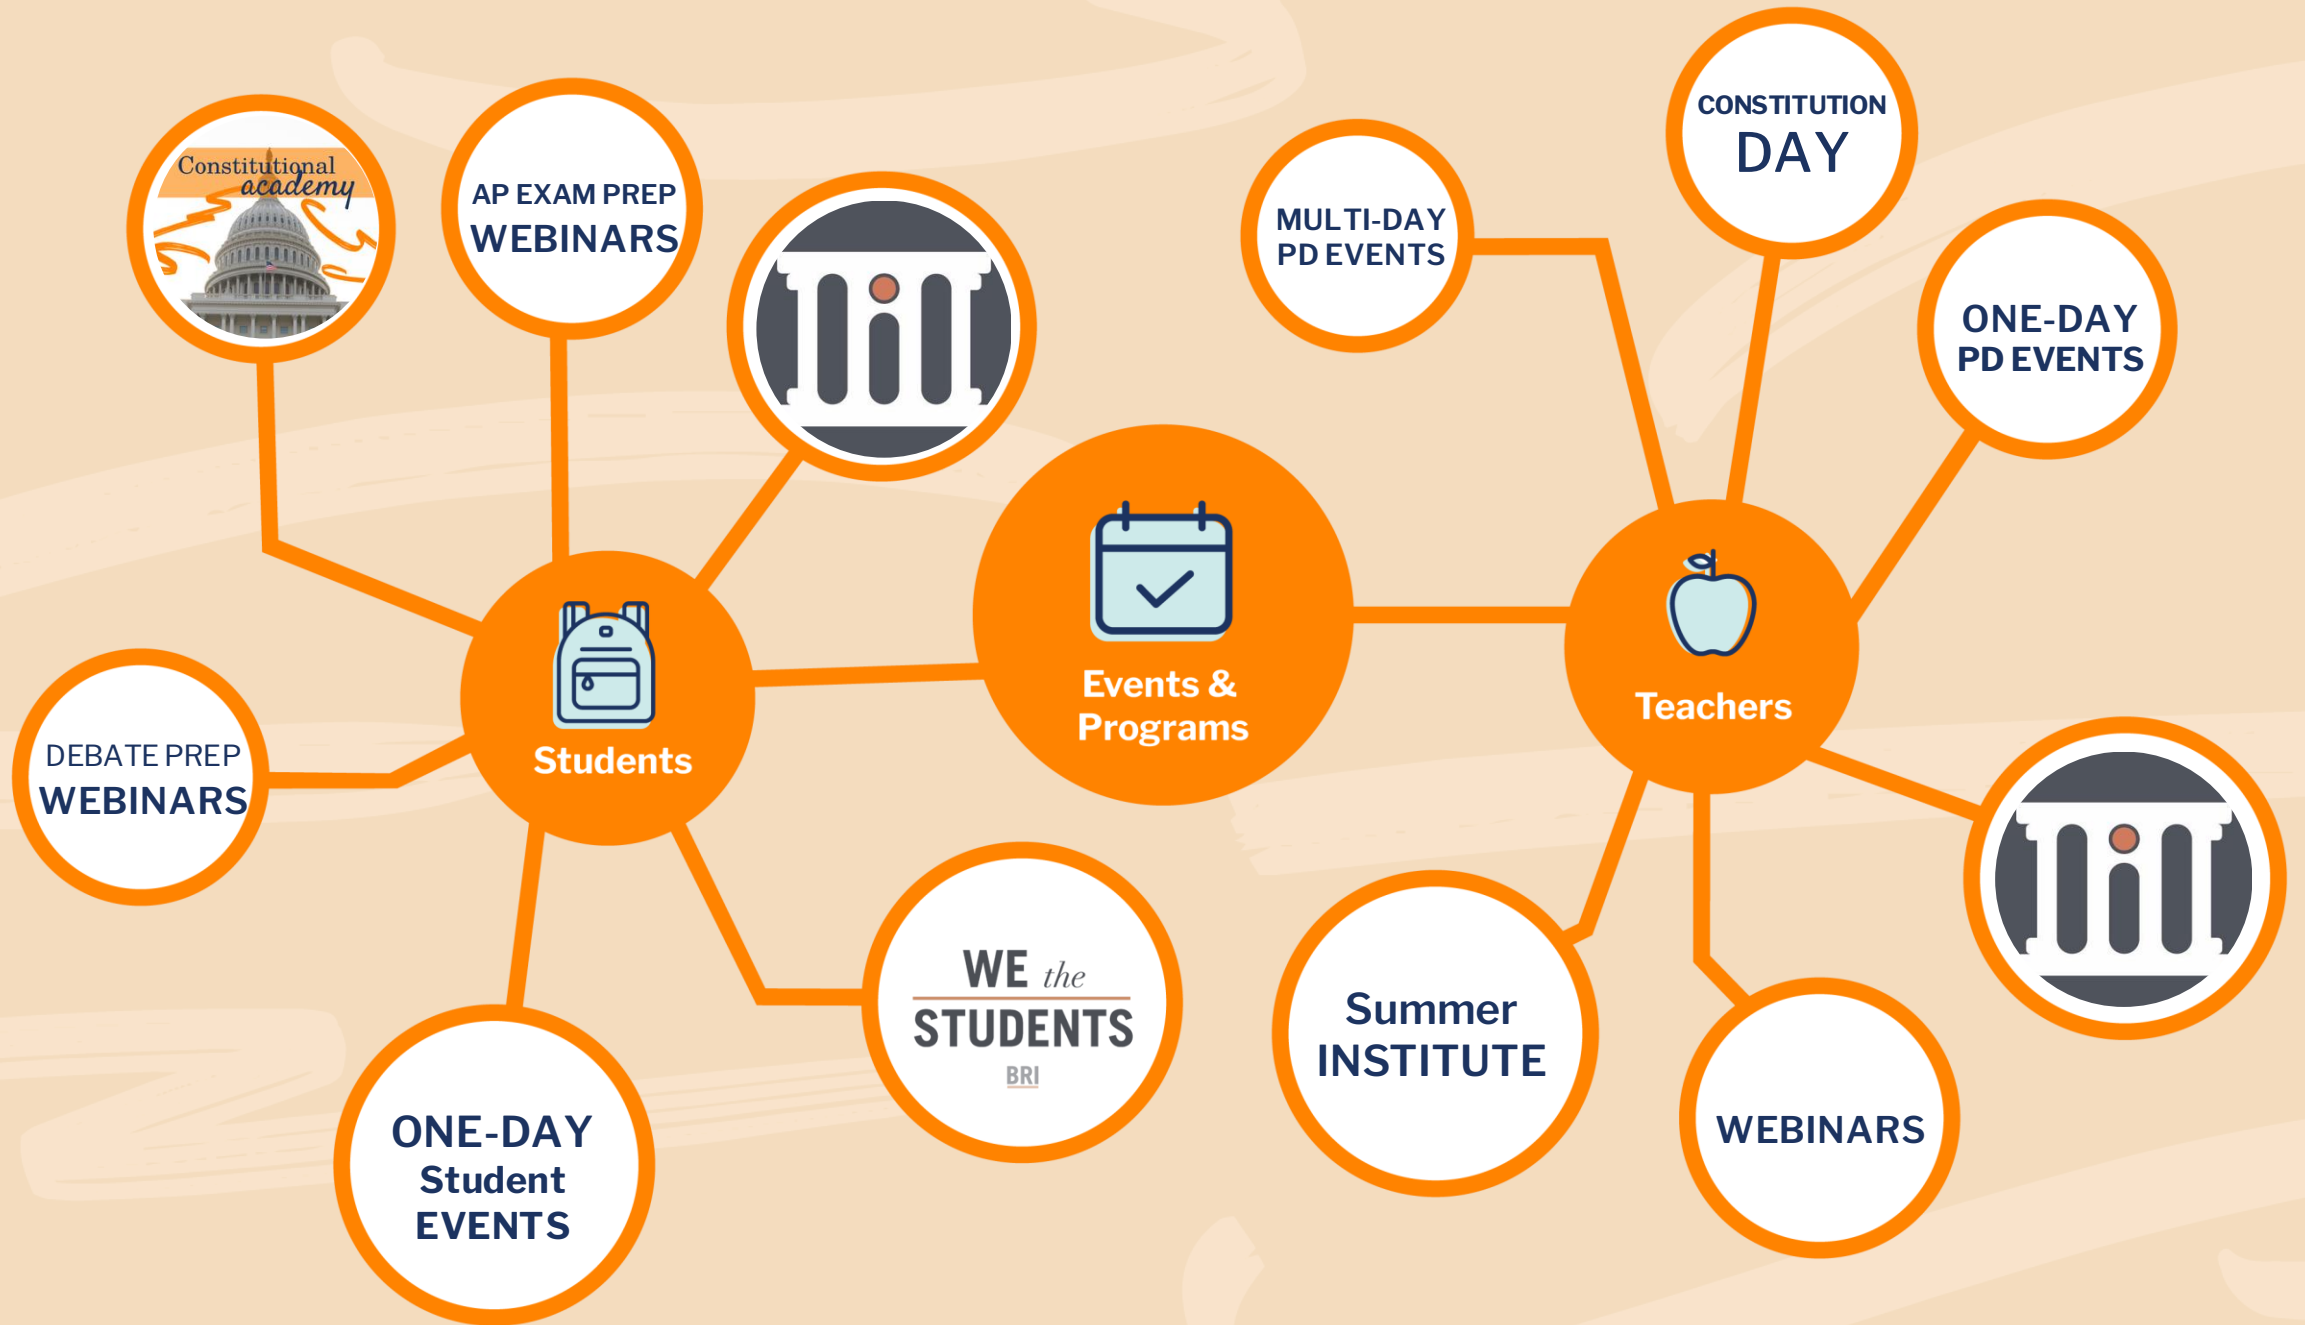 Constitutional
academy
AP EXAM PREP
WEBINARS
DEBATE PREP
WEBINARS
Students
ONE-DAY
Student
EVENTS
WE the
STUDENTS
BRI
Events &
Programs
MULTI-DAY
PD EVENTS
CONSTITUTION
DAY
ONE-DAY
PD EVENTS
Teachers
Summer
INSTITUTE
WEBINARS